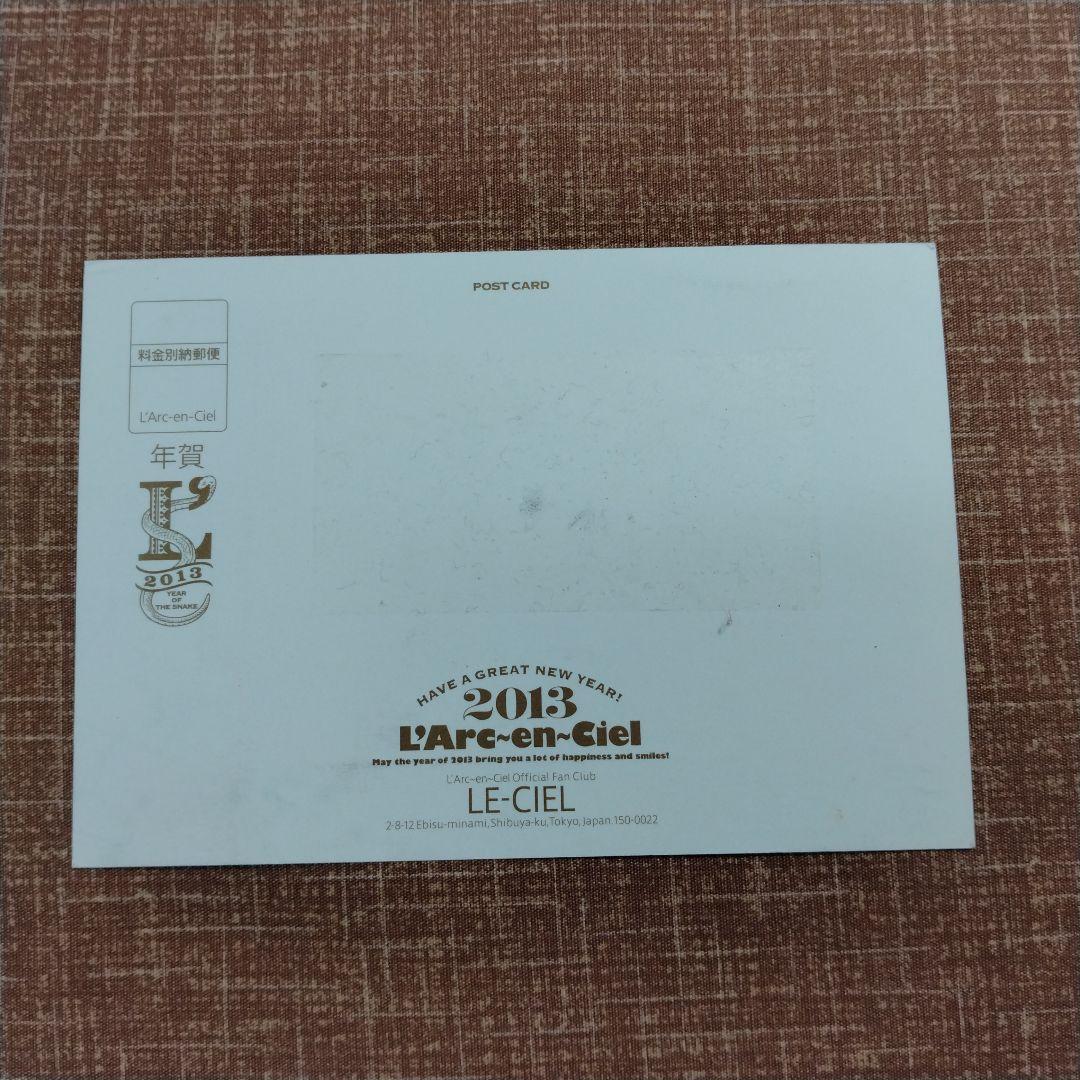 POST CARD
料金別納郵便
L'Arc-en-Ciel
年賀
L
2013
YEAR
OF
THE SNAKE
HAVE A GREAT NEW YEAR!
2013
L'Arc~en~Ciel
May the year of 2013 bring you a lot of happiness and smiles!
L'Arc~en~Ciel Official Fan Club
LE-CIEL
2-8-12 Ebisu-minami, Shibuya-ku, Tokyo, Japan. 150-0022